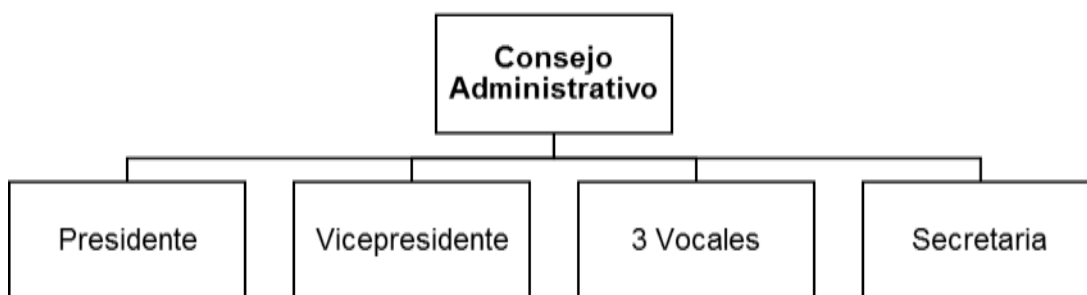 Consejo
Administrativo
Presidente
Vicepresidente
3 Vocales
Secretaria